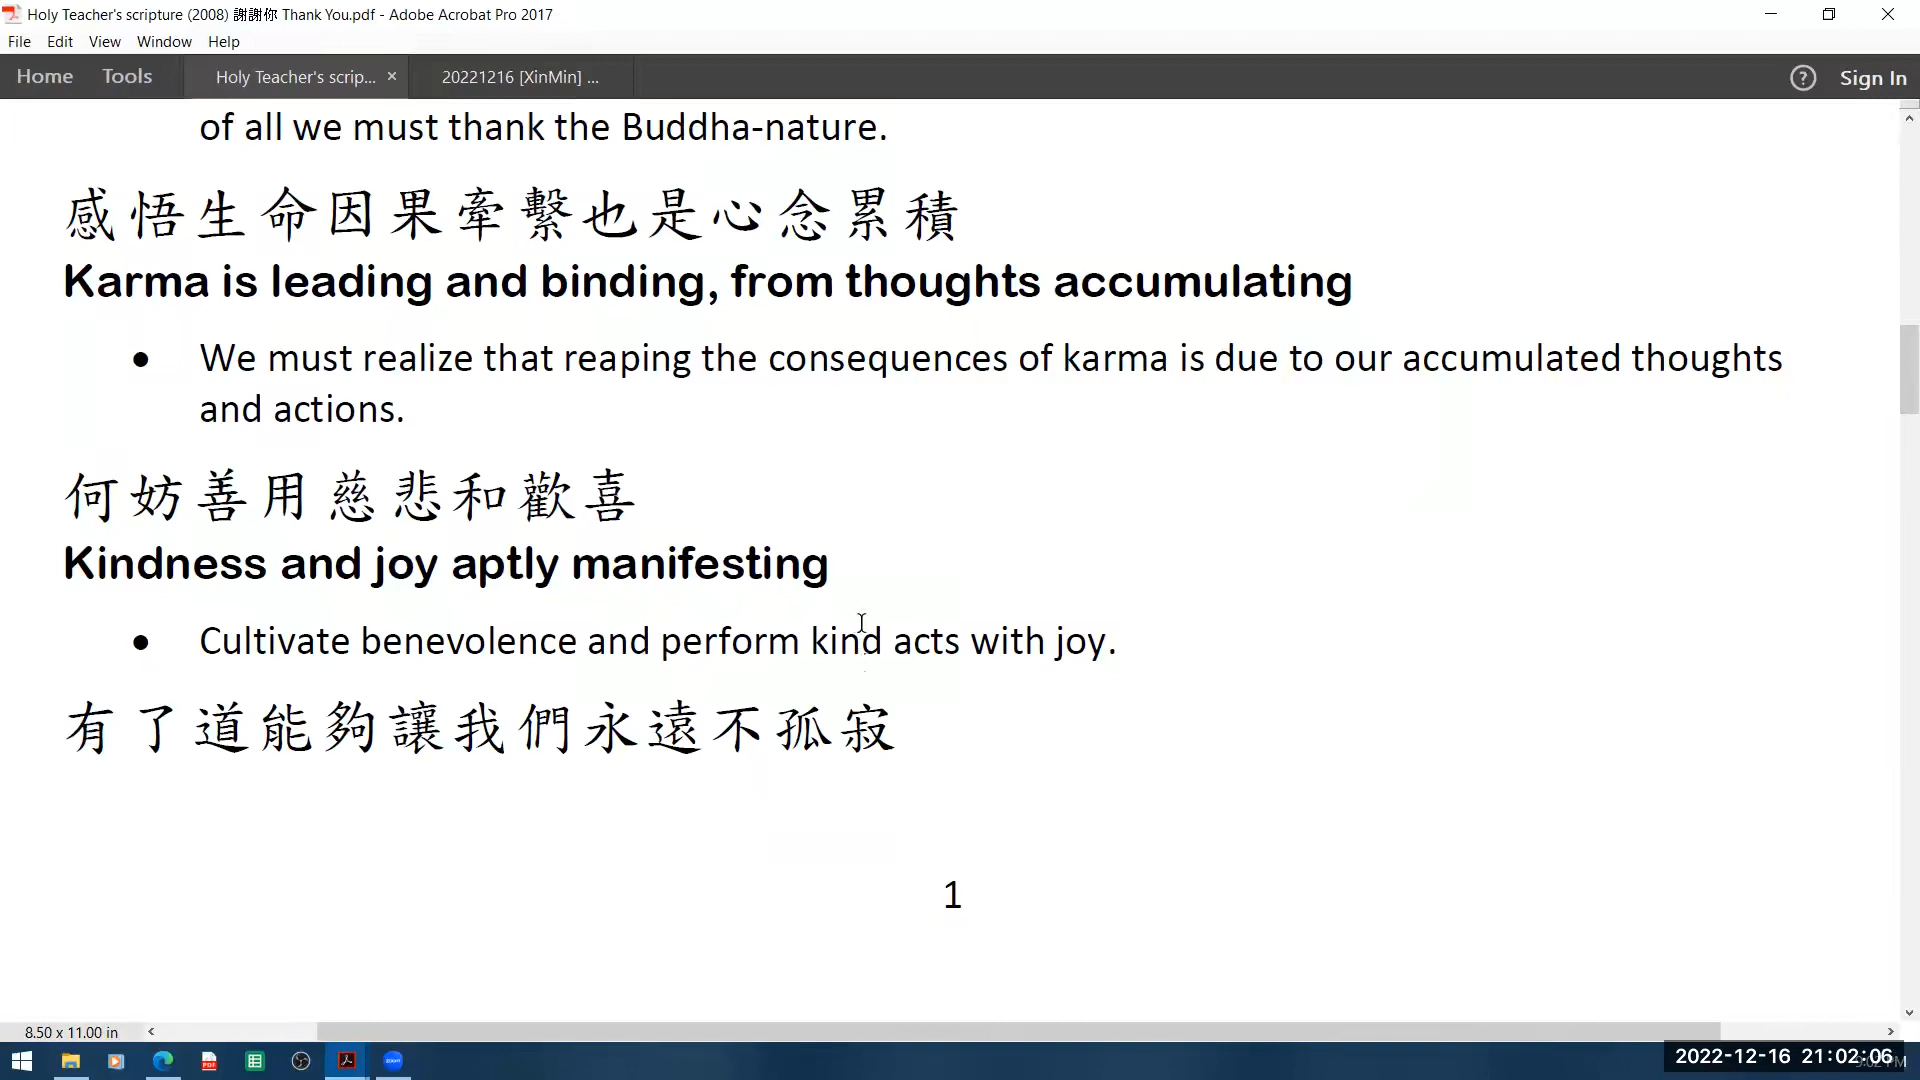 Holy Teacher's scripture (2008) 謝謝你 Thank You.pdf - Adobe Acrobat Pro 2017
File Edit View Window Help
Home Tools Holy Teacher's scrip... × 20221216 [XinMin] ... ? Sign In
of all we must thank the Buddha-nature.
感悟生命因果牽繫也是心念累積
Karma is leading and binding, from thoughts accumulating
• We must realize that reaping the consequences of karma is due to our accumulated thoughts
and actions.
何妨善用慈悲和歡喜
Kindness and joy aptly manifesting
• Cultivate benevolence and perform kind acts with joy.
有了道能夠讓我們永遠不孤寂
1
8.50 x 11.00 in
2022-12-16 21:02:06